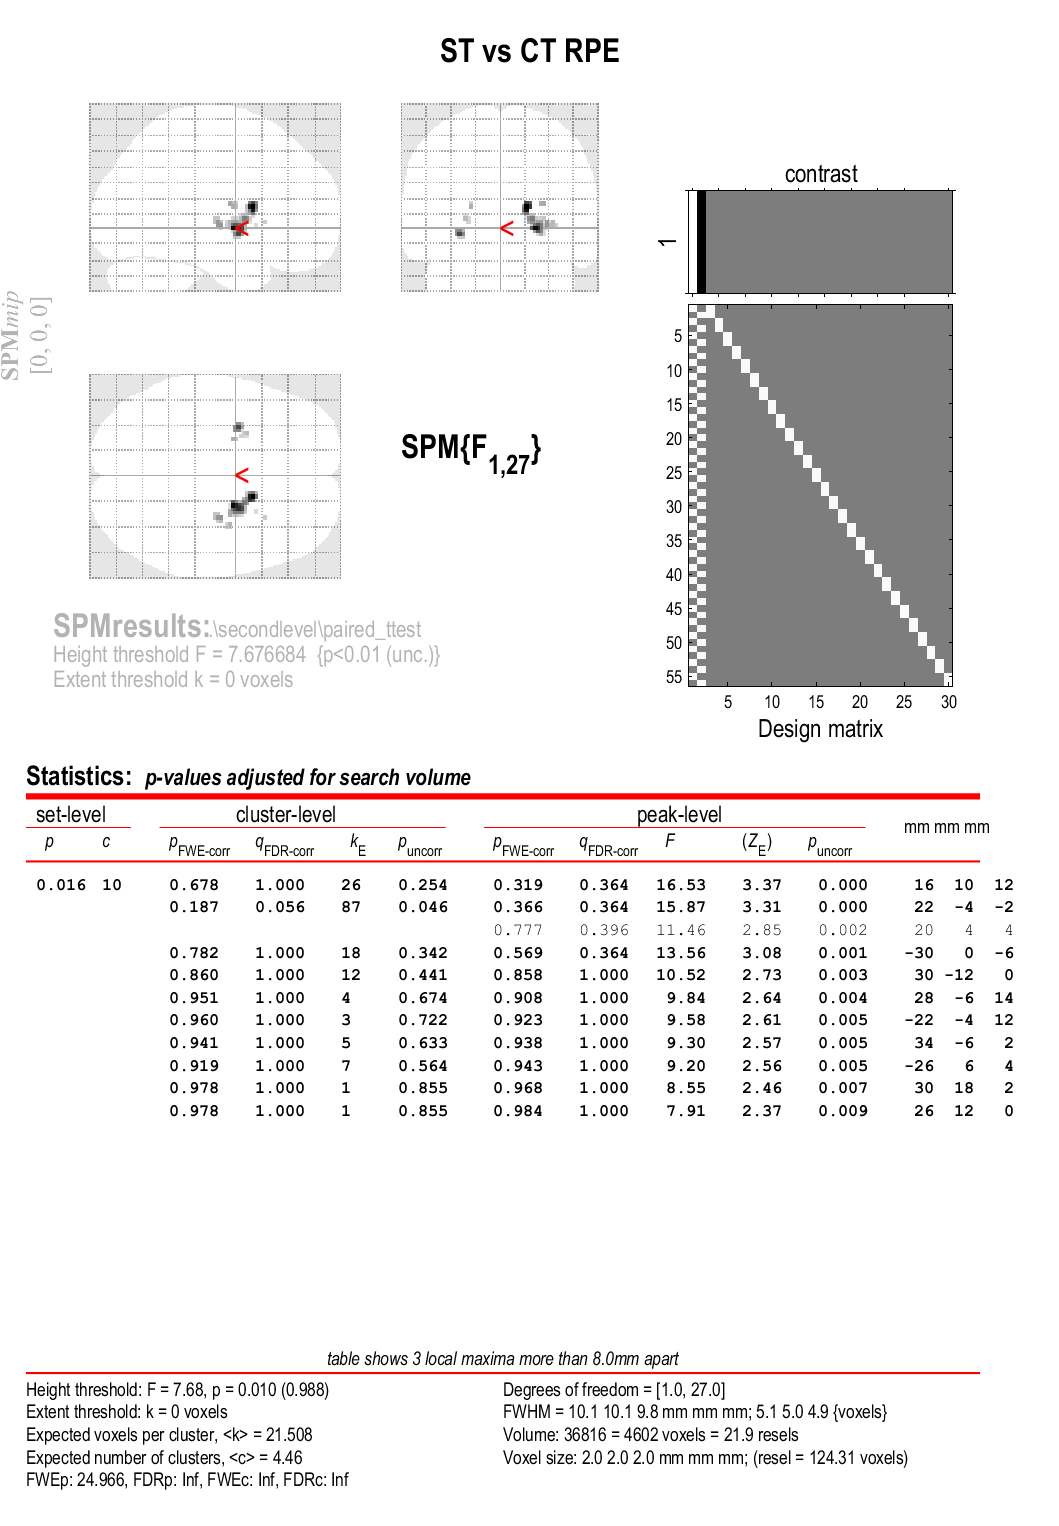 ST vs CT RPE
SPMmip
[0, 0, 0]
<
<
<
SPM{F1,27}
contrast
1
5
10
15
20
25
30
35
40
45
50
55
5 10 15 20 25 30
Design matrix
SPMresults: .\secondlevel\paired_ttest
Height threshold F = 7.676684 {p<0.01 (unc.)}
Extent threshold k = 0 voxels
Statistics: p-values adjusted for search volume
set-level cluster-level peak-level mm mm mm
p c pFWE-corr qFDR-corr kE puncorr pFWE-corr qFDR-corr F (ZE) puncorr
0.016 10 0.678 1.000 26 0.254 0.319 0.364 16.53 3.37 0.000 16 10 12
0.187 0.056 87 0.046 0.366 0.364 15.87 3.31 0.000 22 -4 -2
0.777 0.396 11.46 2.85 0.002 20 4 4
0.782 1.000 18 0.342 0.569 0.364 13.56 3.08 0.001 -30 0 -6
0.860 1.000 12 0.441 0.858 1.000 10.52 2.73 0.003 30 -12 0
0.951 1.000 4 0.674 0.908 1.000 9.84 2.64 0.004 28 -6 14
0.960 1.000 3 0.722 0.923 1.000 9.58 2.61 0.005 -22 -4 12
0.941 1.000 5 0.633 0.938 1.000 9.30 2.57 0.005 34 -6 2
0.919 1.000 7 0.564 0.943 1.000 9.20 2.56 0.005 -26 6 4
0.978 1.000 1 0.855 0.968 1.000 8.55 2.46 0.007 30 18 2
0.978 1.000 1 0.855 0.984 1.000 7.91 2.37 0.009 26 12 0
table shows 3 local maxima more than 8.0mm apart
Height threshold: F = 7.68, p = 0.010 (0.988)
Extent threshold: k = 0 voxels
Expected voxels per cluster, <k> = 21.508
Expected number of clusters, <c> = 4.46
FWEp: 24.966, FDRp: Inf, FWEc: Inf, FDRc: Inf
Degrees of freedom = [1.0, 27.0]
FWHM = 10.1 10.1 9.8 mm mm mm; 5.1 5.0 4.9 {voxels}
Volume: 36816 = 4602 voxels = 21.9 resels
Voxel size: 2.0 2.0 2.0 mm mm mm; (resel = 124.31 voxels)